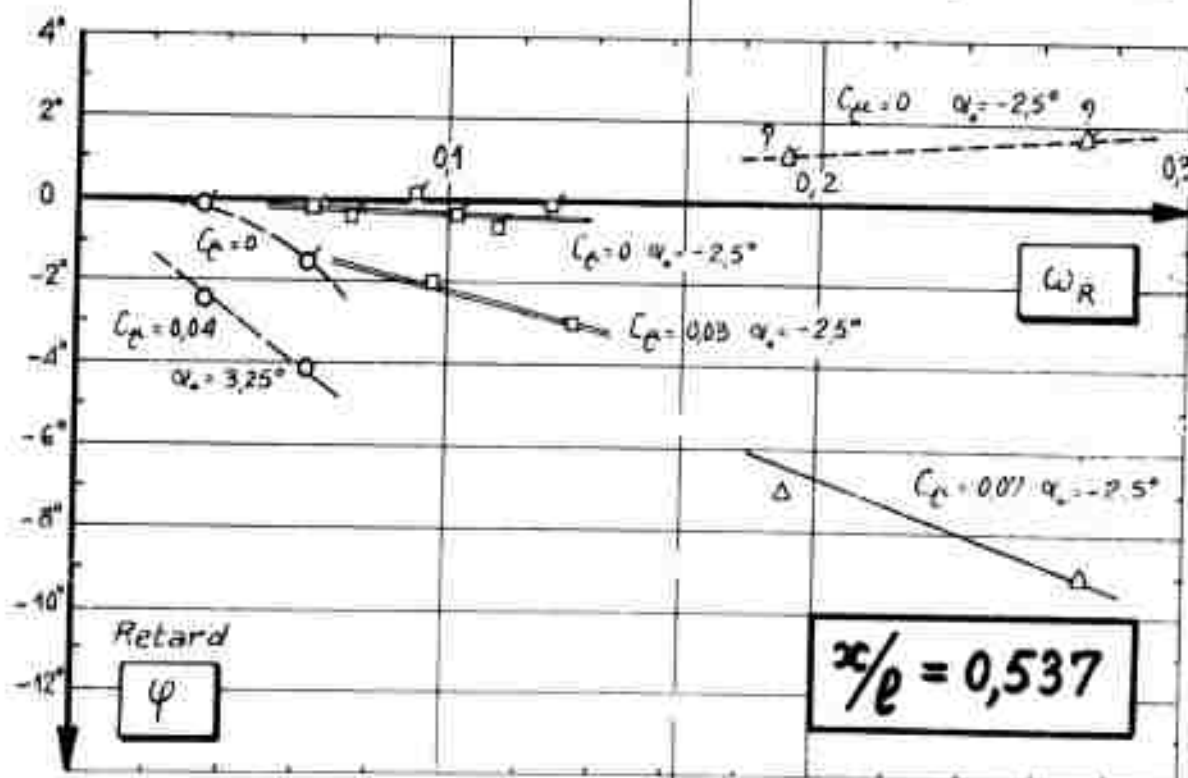 4°
2°
0
-2°
-4°
-6°
-8°
-10°
-12°
0,1
0,2
0,3
Cμ = 0 α₀ = -2,5°
Cμ = 0
Cμ = 0 α₀ = -2,5°
ω_R
Cμ = 0,04
α₀ = 3,25°
Cμ = 0,03 α₀ = -2,5°
Cμ = 0,07 α₀ = -2,5°
Retard
φ
x/l = 0,537